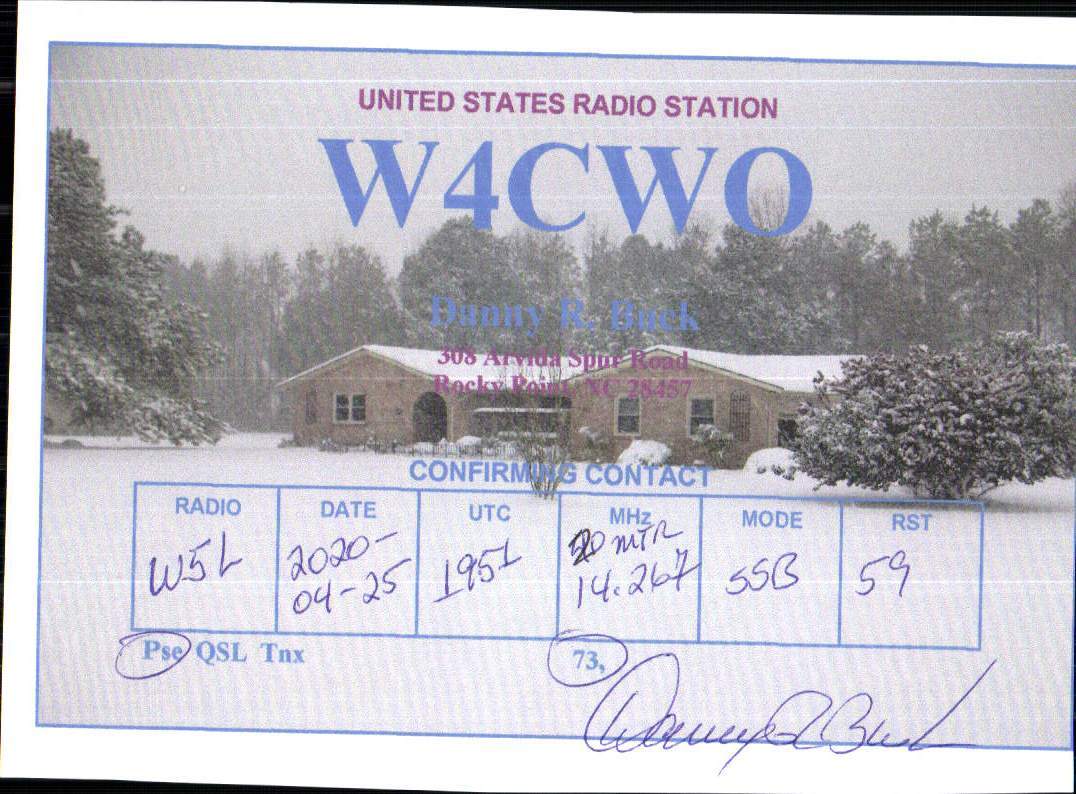 UNITED STATES RADIO STATION
W4CWO
Danny R. Buck
308 Arvida Spur Road
Rocky Point, NC 28457
CONFIRMING CONTACT
RADIO DATE UTC MHz MODE RST
W5L 2020-04-25 1951 20 MTR 14.267 SSB 59
Pse QSL Tnx 73,
Danny R Buck